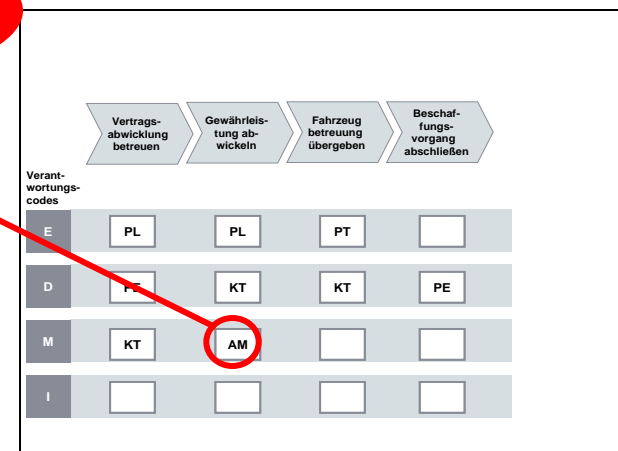 Vertrags-
abwicklung
betreuen
Gewährleis-
tung ab-
wickeln
Fahrzeug
betreuung
übergeben
Beschaf-
fungs-
vorgang
abschließen
Verant-
wortungs-
codes
E PL PL PT
D KT KT PE
M KT AM
I